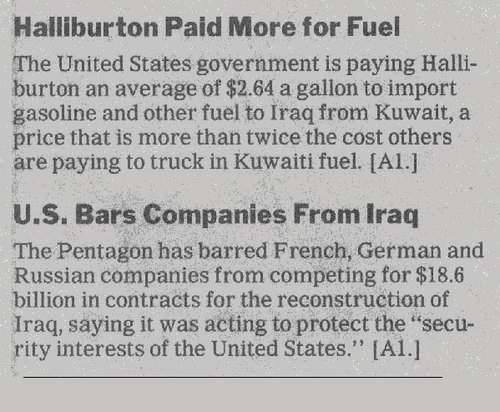 Halliburton Paid More for Fuel
The United States government is paying Halli-
burton an average of $2.64 a gallon to import
gasoline and other fuel to Iraq from Kuwait, a
price that is more than twice the cost others
are paying to truck in Kuwaiti fuel. [A1.]
U.S. Bars Companies From Iraq
The Pentagon has barred French, German and
Russian companies from competing for $18.6
billion in contracts for the reconstruction of
Iraq, saying it was acting to protect the “secu-
rity interests of the United States.” [A1.]